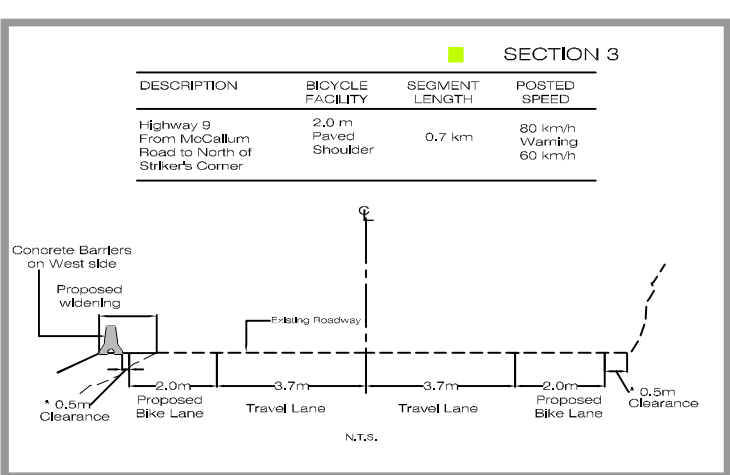 SECTION 3
DESCRIPTION BICYCLE FACILITY SEGMENT LENGTH POSTED SPEED
Highway 9 From McCallum Road to North of Striker's Corner
2.0 m Paved Shoulder
0.7 km
80 km/h Warning 60 km/h
℄
Concrete Barriers
on West side
Proposed
widening
Existing Roadway
2.0m 3.7m 3.7m 2.0m
* 0.5m
Clearance
Proposed
Bike Lane
Travel Lane
Travel Lane
Proposed
Bike Lane
* 0.5m
Clearance
N.T.S.